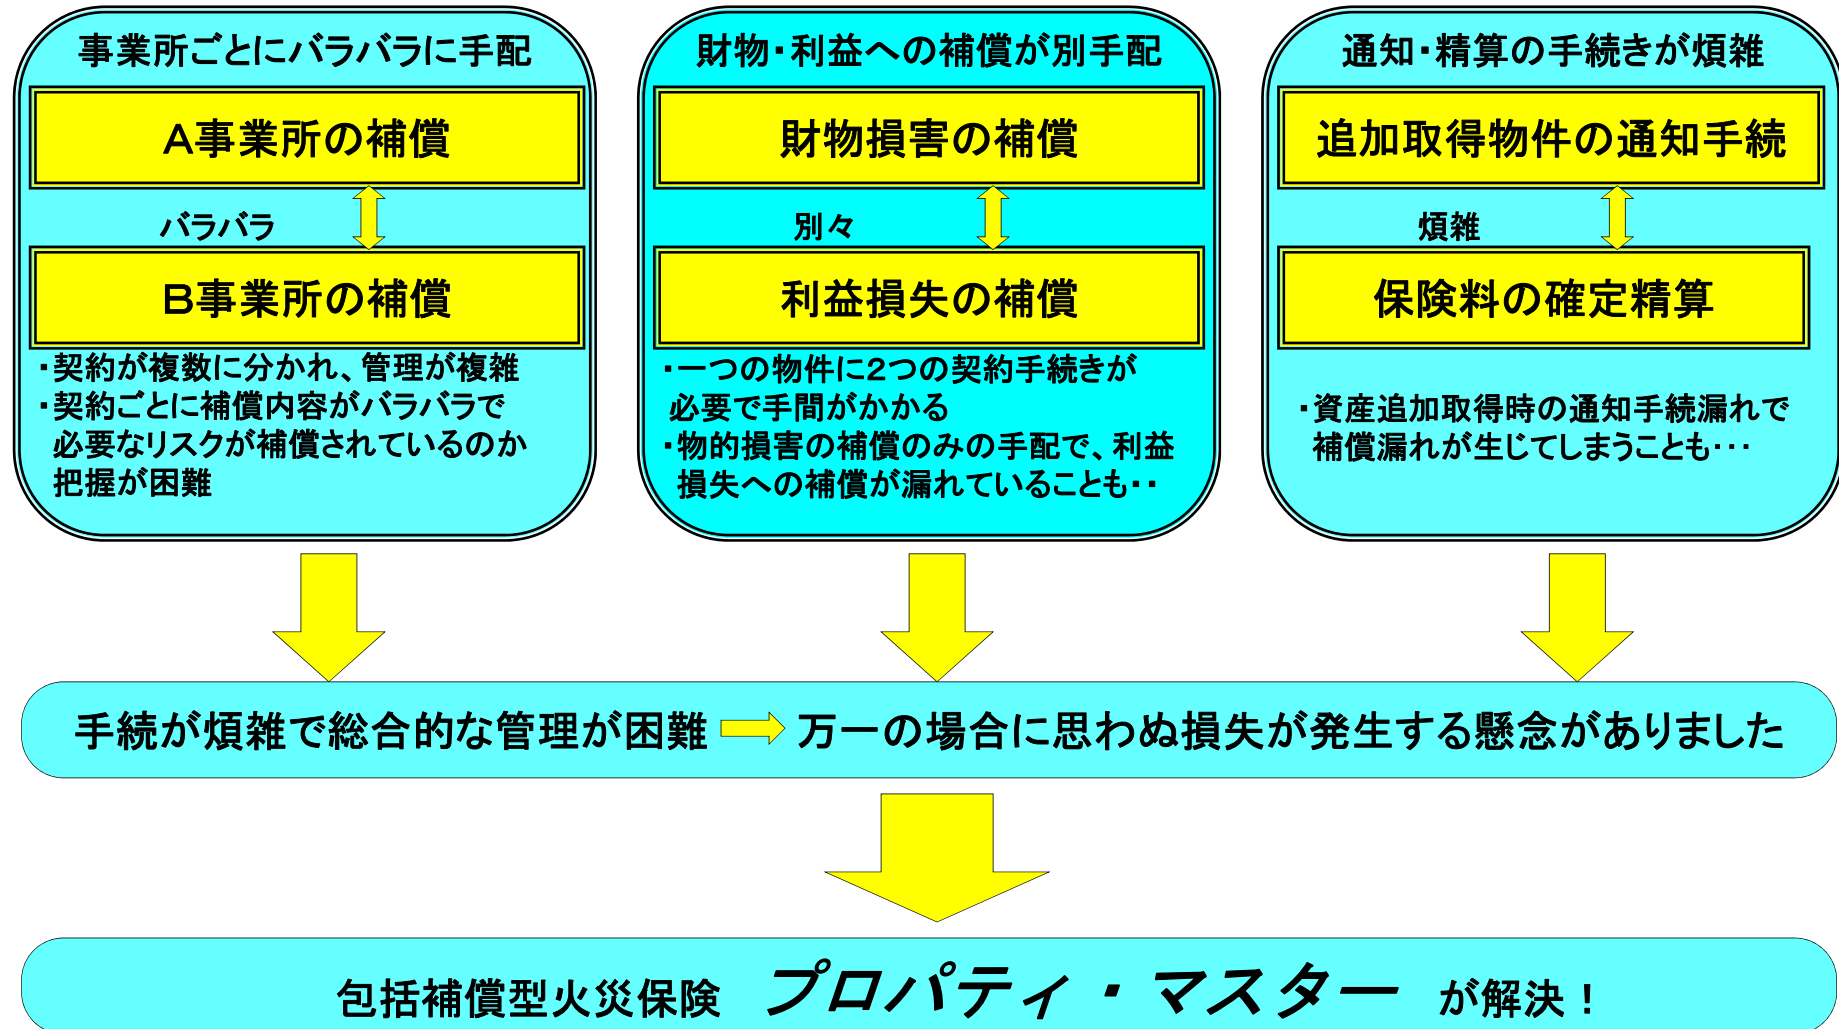 事業所ごとにバラバラに手配
A事業所の補償
バラバラ
B事業所の補償
・契約が複数に分かれ、管理が複雑
・契約ごとに補償内容がバラバラで
必要なリスクが補償されているのか
把握が困難
財物・利益への補償が別手配
財物損害の補償
別々
利益損失の補償
・一つの物件に2つの契約手続きが
必要で手間がかかる
・物的損害の補償のみの手配で、利益
損失への補償が漏れていることも・・
通知・精算の手続きが煩雑
追加取得物件の通知手続
煩雑
保険料の確定精算
・資産追加取得時の通知手続漏れで
補償漏れが生じてしまうことも・・・
手続が煩雑で総合的な管理が困難 万一の場合に思わぬ損失が発生する懸念がありました
包括補償型火災保険 プロパティ・マスター が解決！